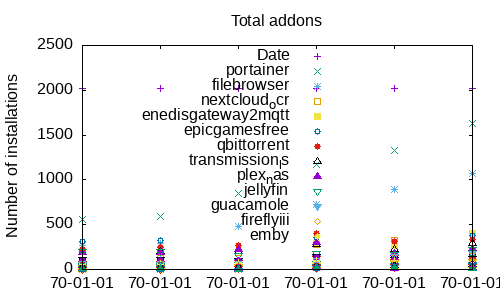 Total addons
Number of installations
2500
2000
1500
1000
500
0
Date
portainer
filebrowser
nextcloud_ocr
enedisgateway2mqtt
epicgamesfree
qbittorrent
transmission_ls
plex_nas
jellyfin
guacamole
fireflyiii
emby
70-01-01 70-01-01 70-01-01 70-01-01 70-01-01 70-01-01